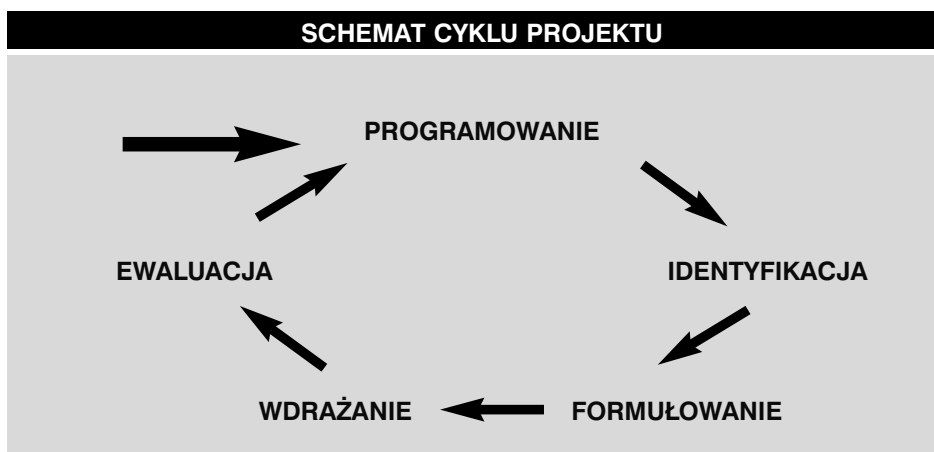 SCHEMAT CYKLU PROJEKTU
PROGRAMOWANIE
EWALUACJA
IDENTYFIKACJA
WDRAŻANIE
FORMUŁOWANIE